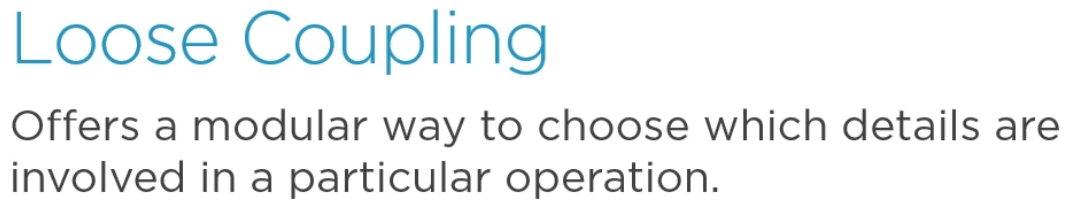 Loose Coupling
Offers a modular way to choose which details are
involved in a particular operation.